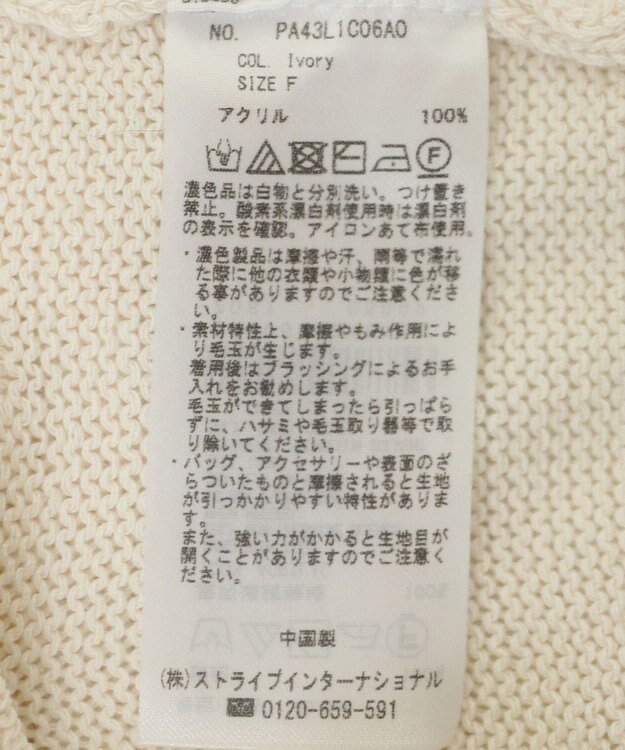 NO. PA43L1C06A0
COL. Ivory
SIZE F
アクリル 100%
F
濃色品は白物と分別洗い。つけ置き
禁止。酸素系漂白剤使用時は漂白剤
の表示を確認。アイロンあて布使用。
・濃色製品は摩擦や汗、雨等で濡れ
た際に他の衣類や小物類に色が移
る事がありますのでご注意くださ
い。
・素材特性上、摩擦やもみ作用によ
り毛玉が生じます。
着用後はブラッシングによるお手
入れをお勧めします。
毛玉ができてしまったら引っぱら
ずに、ハサミや毛玉取り器等で取
り除いてください。
・バッグ、アクセサリーや表面のざ
らついたものと摩擦されると生地
が引っかかりやすい特性がありま
す。
また、強い力がかかると生地目が
開くことがありますのでご注意く
ださい。
中国製
(株)ストライプインターナショナル
0120-659-591